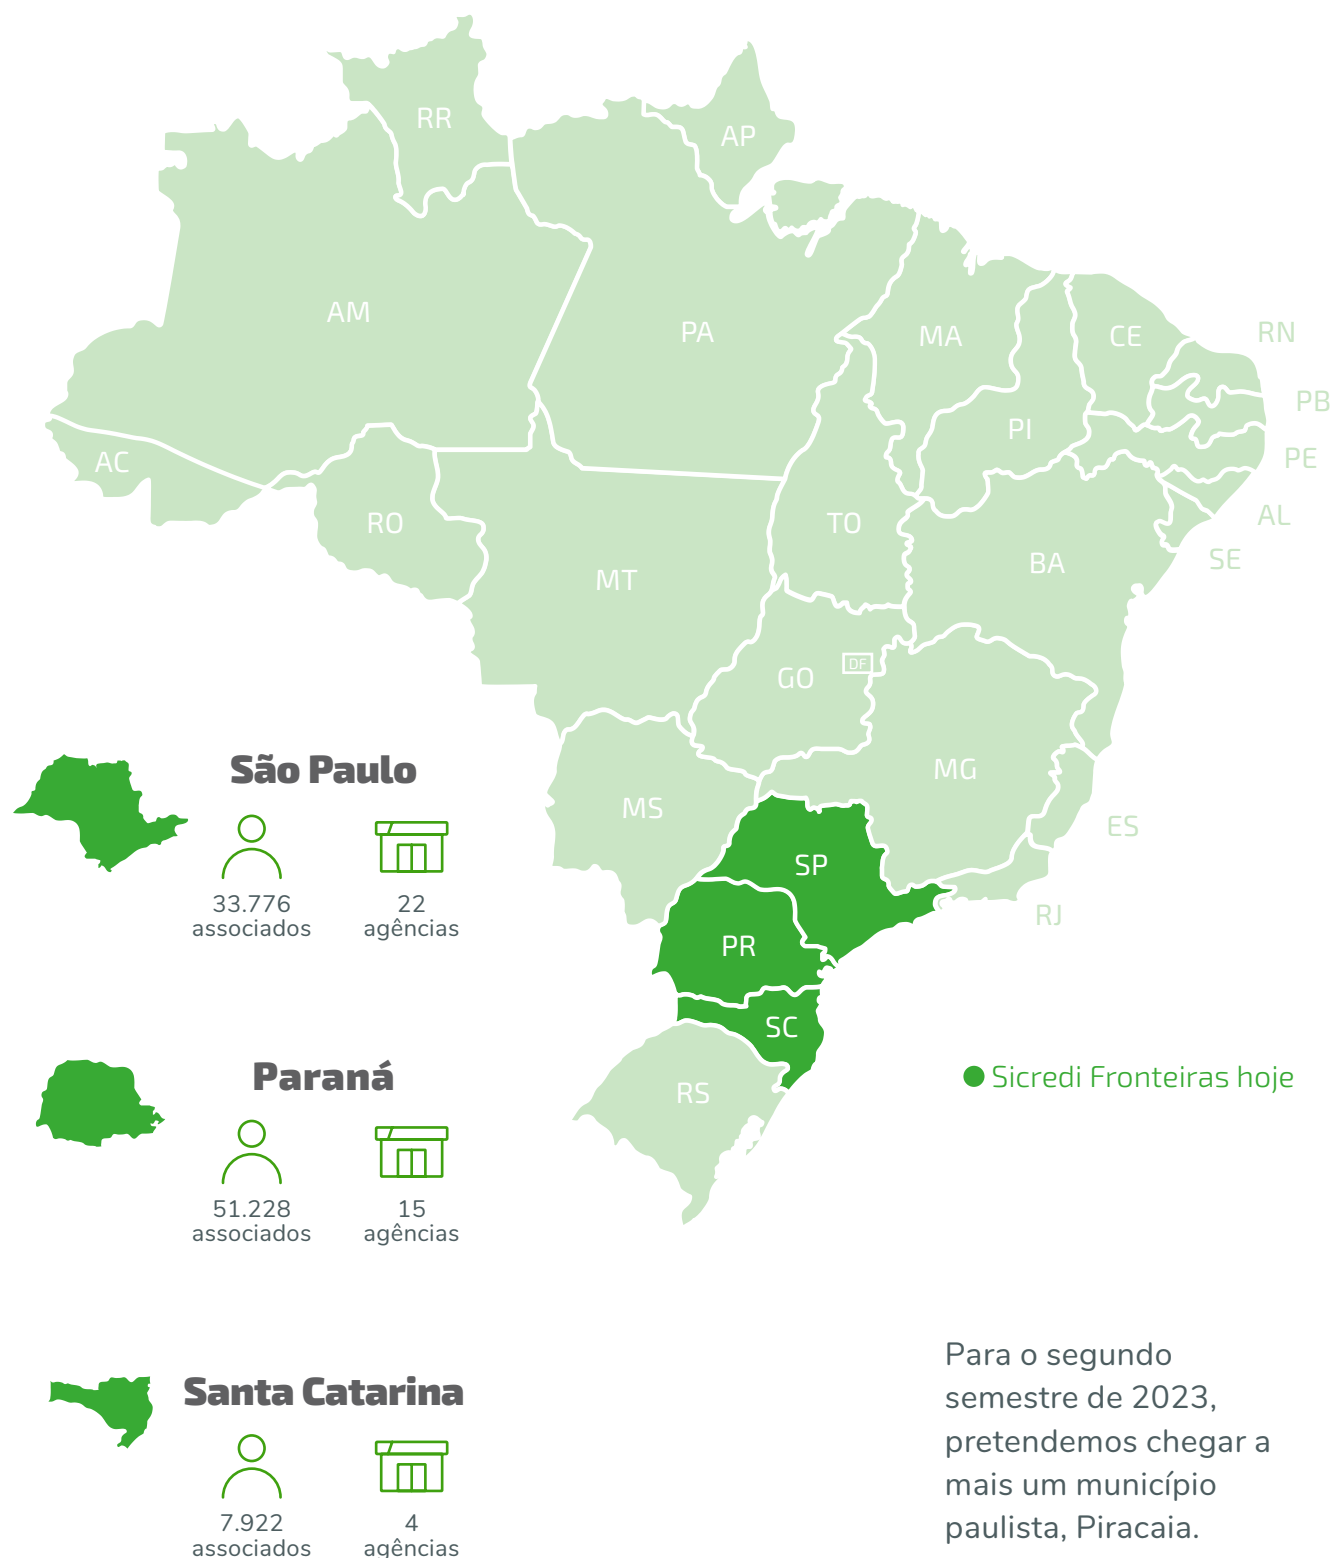 RR
AP
AM
PA
MA
CE
RN
PB
PI
PE
AC
AL
RO
TO
SE
BA
MT
DF
GO
MG
MS
ES
SP
RJ
PR
SC
RS
São Paulo
33.776
associados
22
agências
Paraná
51.228
associados
15
agências
Santa Catarina
7.922
associados
4
agências
Sicredi Fronteiras hoje
Para o segundo
semestre de 2023,
pretendemos chegar a
mais um município
paulista, Piracaia.